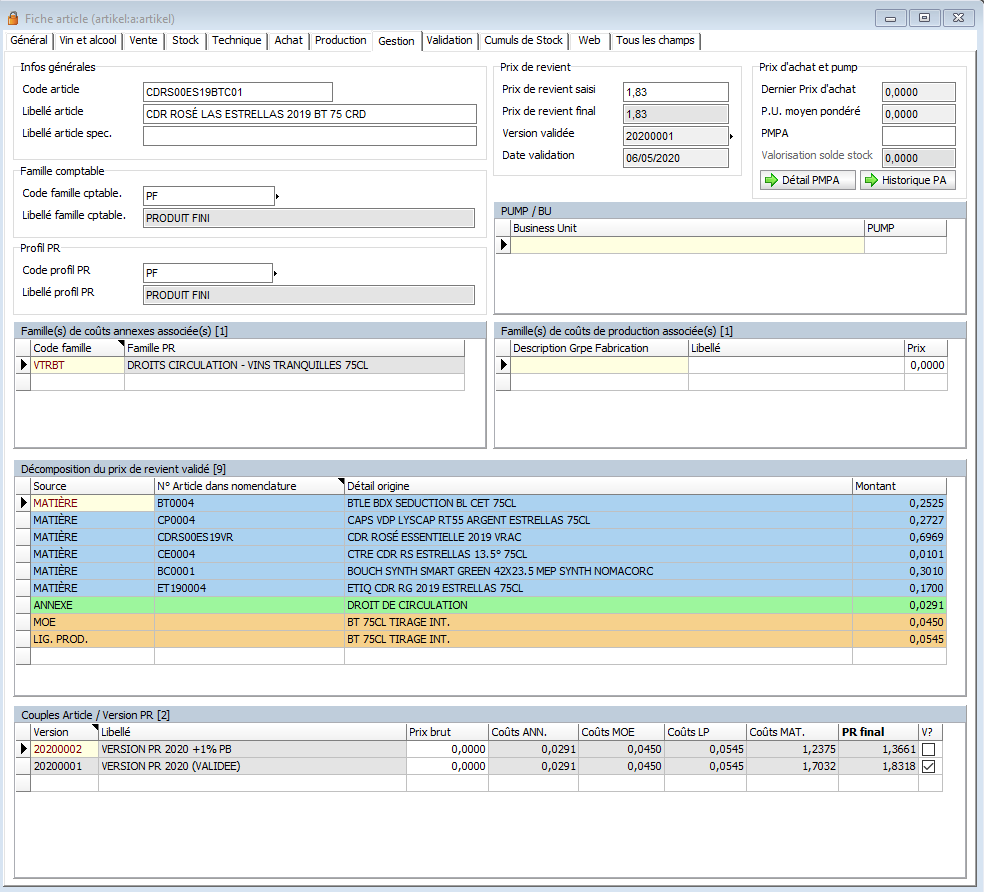 Fiche article (artikel:a:artikel)
Général Vin et alcool Vente Stock Technique Achat Production Gestion Validation Cumuls de Stock Web Tous les champs
Infos générales
Code article CDRS00ES19BTC01
Libellé article CDR ROSÉ LAS ESTRELLAS 2019 BT 75 CRD
Libellé article spec.
Famille comptable
Code famille cptable. PF
Libellé famille cptable. PRODUIT FINI
Profil PR
Code profil PR PF
Libellé profil PR PRODUIT FINI
Prix de revient
Prix de revient saisi 1,83
Prix de revient final 1,83
Version validée 20200001
Date validation 06/05/2020
Prix d'achat et pump
Dernier Prix d'achat 0,0000
P.U. moyen pondéré 0,0000
PMPA
Valorisation solde stock 0,0000
Détail PMPA Historique PA
PUMP / BU
Business Unit PUMP
Famille(s) de coûts annexes associée(s) [1]
Code famille Famille PR
VTRBT DROITS CIRCULATION - VINS TRANQUILLES 75CL
Famille(s) de coûts de production associée(s) [1]
Description Grpe Fabrication Libellé Prix
0,0000
Décomposition du prix de revient validé [9]
Source N° Article dans nomenclature Détail origine Montant
MATIÈRE BT0004 BTLE BDX SEDUCTION BL CET 75CL 0,2525
MATIÈRE CP0004 CAPS VDP LYSCAP RT55 ARGENT ESTRELLAS 75CL 0,2727
MATIÈRE CDRS00ES19VR CDR ROSÉ ESSENTIELLE 2019 VRAC 0,6969
MATIÈRE CE0004 CTRE CDR RS ESTRELLAS 13.5° 75CL 0,0101
MATIÈRE BC0001 BOUCH SYNTH SMART GREEN 42X23.5 MEP SYNTH NOMACORC 0,3010
MATIÈRE ET190004 ETIQ CDR RG 2019 ESTRELLAS 75CL 0,1700
ANNEXE DROIT DE CIRCULATION 0,0291
MOE BT 75CL TIRAGE INT. 0,0450
LIG. PROD. BT 75CL TIRAGE INT. 0,0545
Couples Article / Version PR [2]
Version Libellé Prix brut Coûts ANN. Coûts MOE Coûts LP Coûts MAT. PR final V?
20200002 VERSION PR 2020 +1% PB 0,0000 0,0291 0,0450 0,0545 1,2375 1,3661
20200001 VERSION PR 2020 (VALIDEE) 0,0000 0,0291 0,0450 0,0545 1,7032 1,8318